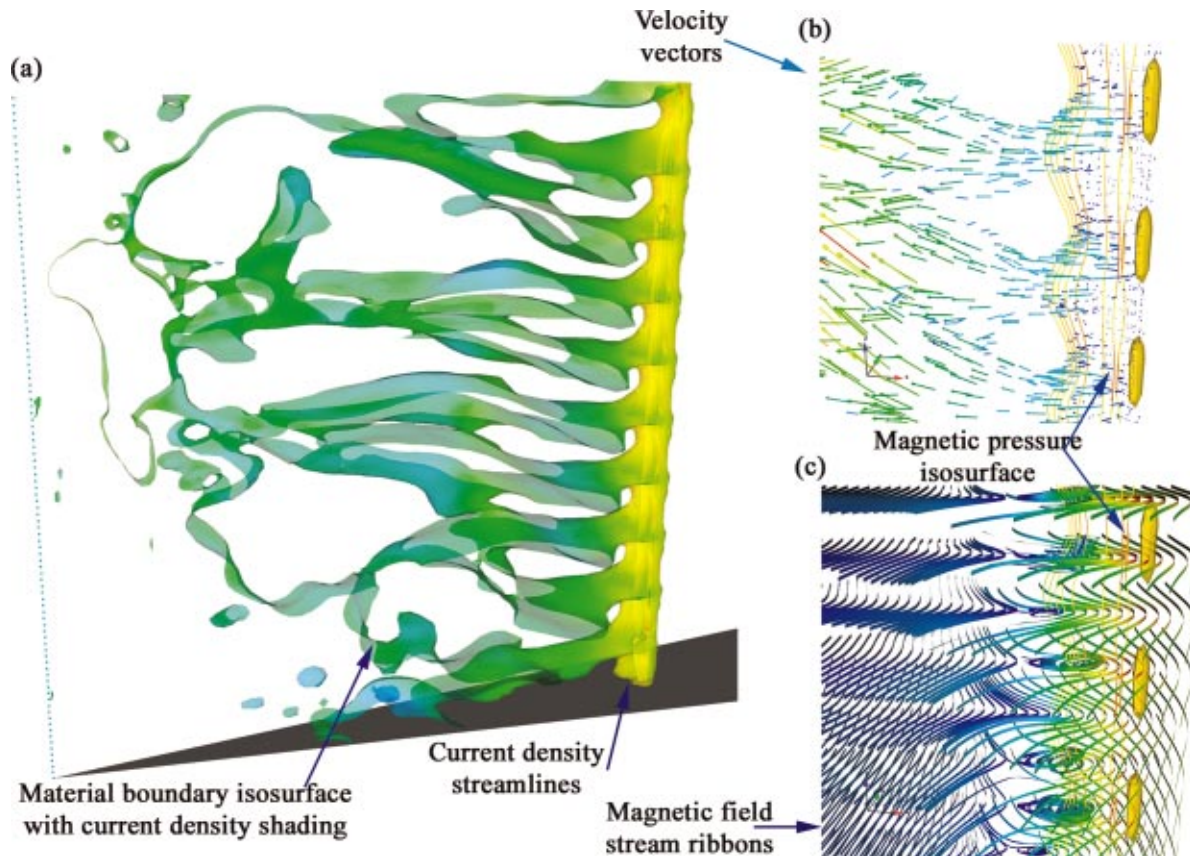 (a)
Velocity
vectors
(b)
Magnetic pressure
isosurface
(c)
Current density
streamlines
Material boundary isosurface
with current density shading
Magnetic field
stream ribbons